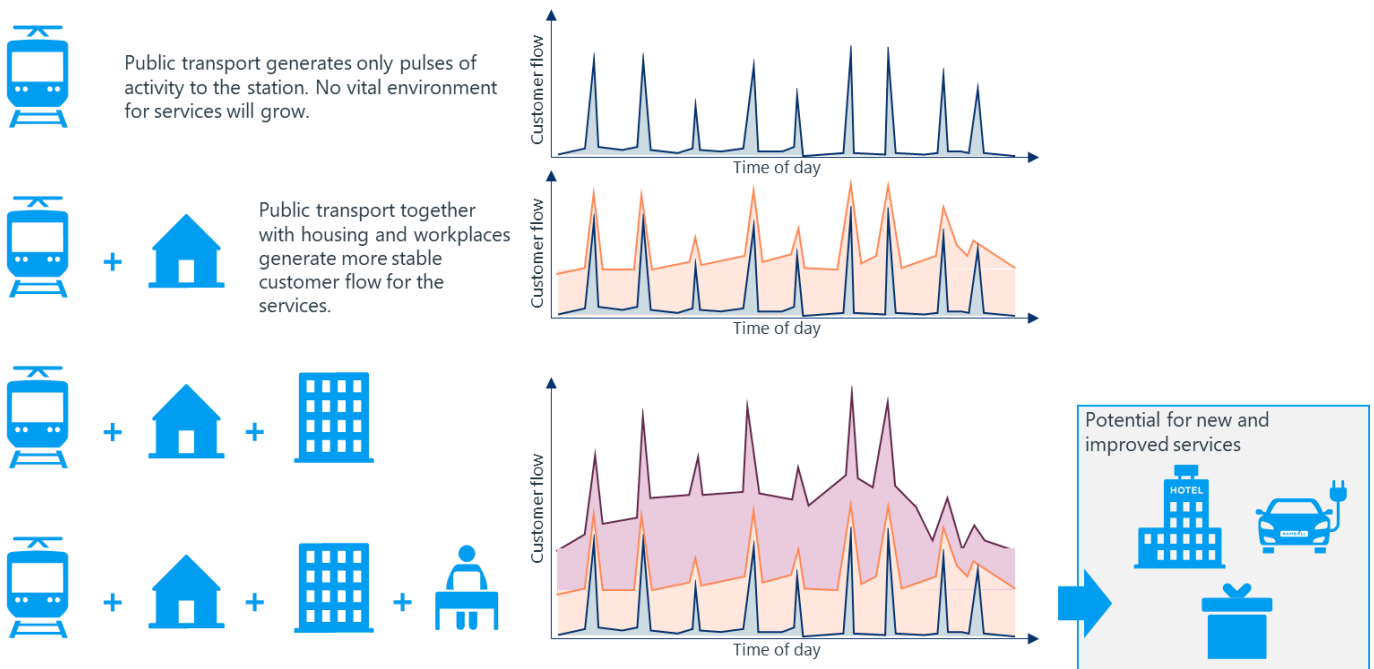 Public transport generates only pulses of
activity to the station. No vital environment
for services will grow.
Customer flow
Time of day
+
Public transport together
with housing and workplaces
generate more stable
customer flow for the
services.
Customer flow
Time of day
+
+
Customer flow
Time of day
+
+
+
Potential for new and
improved services
HOTEL